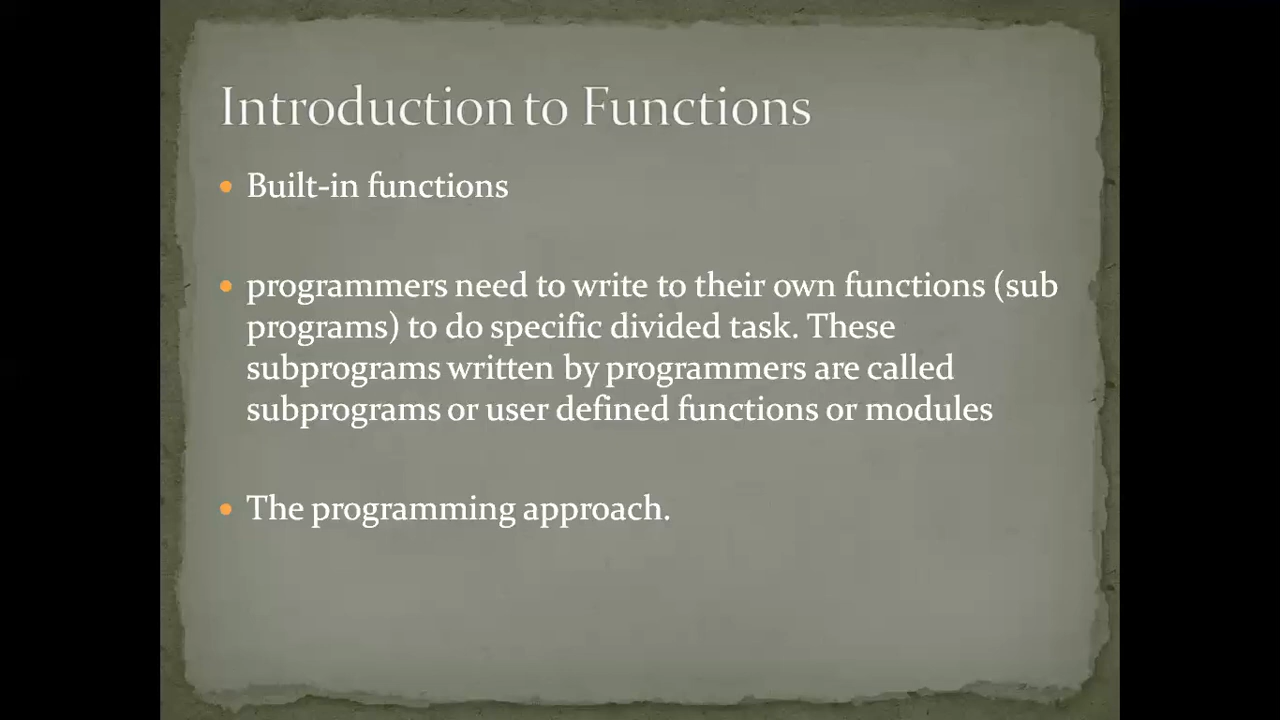 Introduction to Functions
• Built-in functions
• programmers need to write to their own functions (sub
programs) to do specific divided task. These
subprograms written by programmers are called
subprograms or user defined functions or modules
• The programming approach.